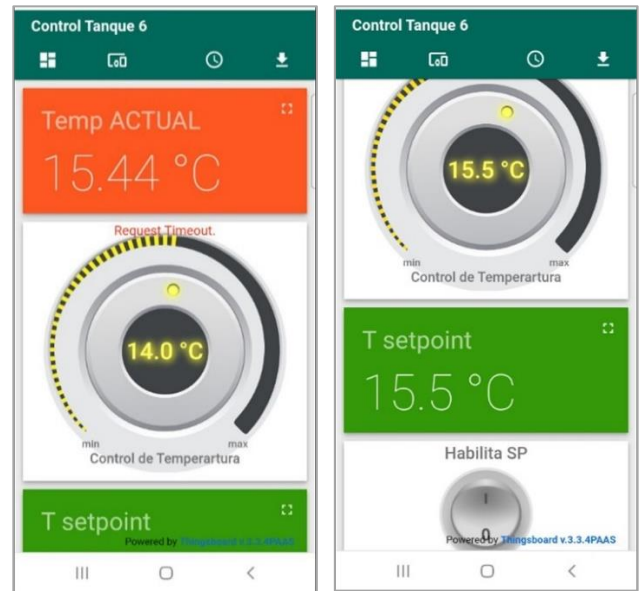 Control Tanque 6
Temp ACTUAL
15.44 °C
Request Timeout.
14.0 °C
min
max
Control de Temperartura
T setpoint
Powered by Thingsboard v.3.3.4PAAS
Control Tanque 6
15.5 °C
min
max
Control de Temperartura
T setpoint
15.5 °C
Habilita SP
I
0
Powered by Thingsboard v.3.3.4PAAS